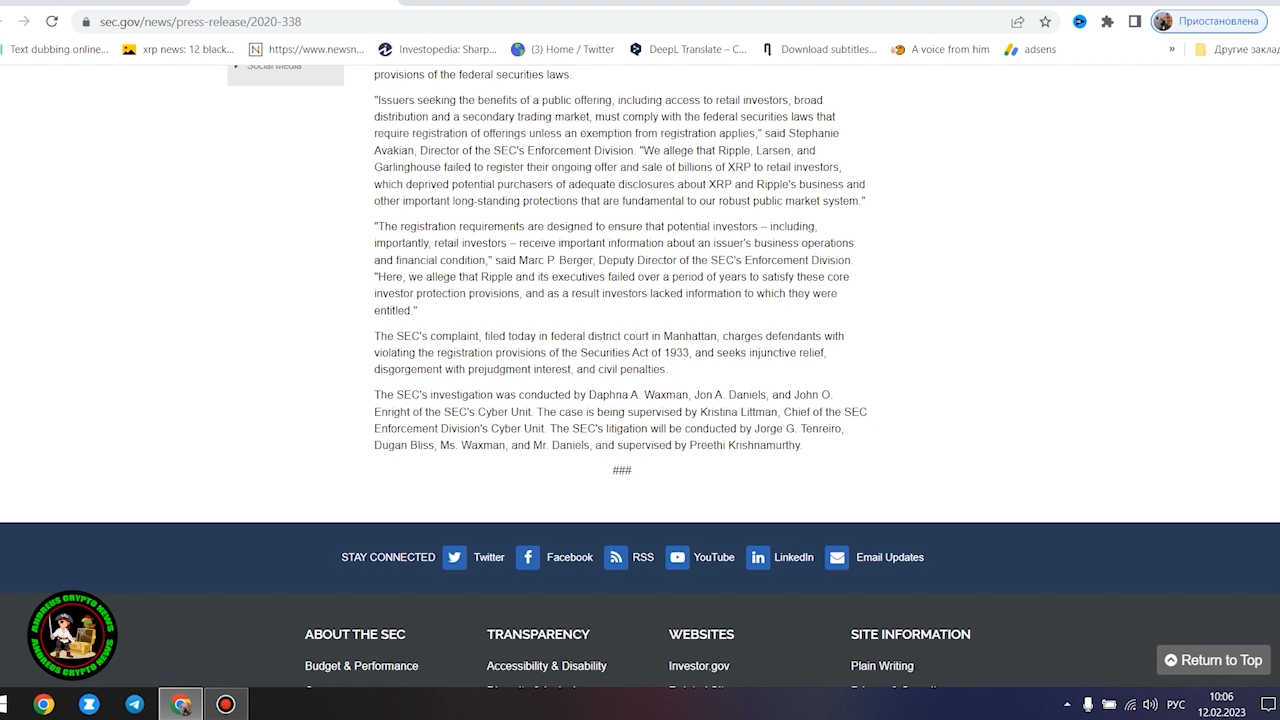 sec.gov/news/press-release/2020-338
Приостановлена
Text dubbing online...
xrp news: 12 black...
https://www.newsn...
Investopedia: Sharp...
(3) Home / Twitter
DeepL Translate – C...
Download subtitles...
A voice from him
adsens
»
Другие закла
Social Media
provisions of the federal securities laws.
"Issuers seeking the benefits of a public offering, including access to retail investors, broad
distribution and a secondary trading market, must comply with the federal securities laws that
require registration of offerings unless an exemption from registration applies," said Stephanie
Avakian, Director of the SEC's Enforcement Division. "We allege that Ripple, Larsen, and
Garlinghouse failed to register their ongoing offer and sale of billions of XRP to retail investors,
which deprived potential purchasers of adequate disclosures about XRP and Ripple's business and
other important long-standing protections that are fundamental to our robust public market system."
"The registration requirements are designed to ensure that potential investors – including,
importantly, retail investors – receive important information about an issuer's business operations
and financial condition," said Marc P. Berger, Deputy Director of the SEC's Enforcement Division.
"Here, we allege that Ripple and its executives failed over a period of years to satisfy these core
investor protection provisions, and as a result investors lacked information to which they were
entitled."
The SEC's complaint, filed today in federal district court in Manhattan, charges defendants with
violating the registration provisions of the Securities Act of 1933, and seeks injunctive relief,
disgorgement with prejudgment interest, and civil penalties.
The SEC's investigation was conducted by Daphna A. Waxman, Jon A. Daniels, and John O.
Enright of the SEC's Cyber Unit. The case is being supervised by Kristina Littman, Chief of the SEC
Enforcement Division's Cyber Unit. The SEC's litigation will be conducted by Jorge G. Tenreiro,
Dugan Bliss, Ms. Waxman, and Mr. Daniels, and supervised by Preethi Krishnamurthy.
###
STAY CONNECTED
Twitter
Facebook
RSS
YouTube
LinkedIn
Email Updates
ANDREUS CRYPTO NEWS
ANDREUS CRYPTO NEWS
ABOUT THE SEC
TRANSPARENCY
WEBSITES
SITE INFORMATION
Budget & Performance
Accessibility & Disability
Investor.gov
Plain Writing
Return to Top
РУС
10:06
12.02.2023